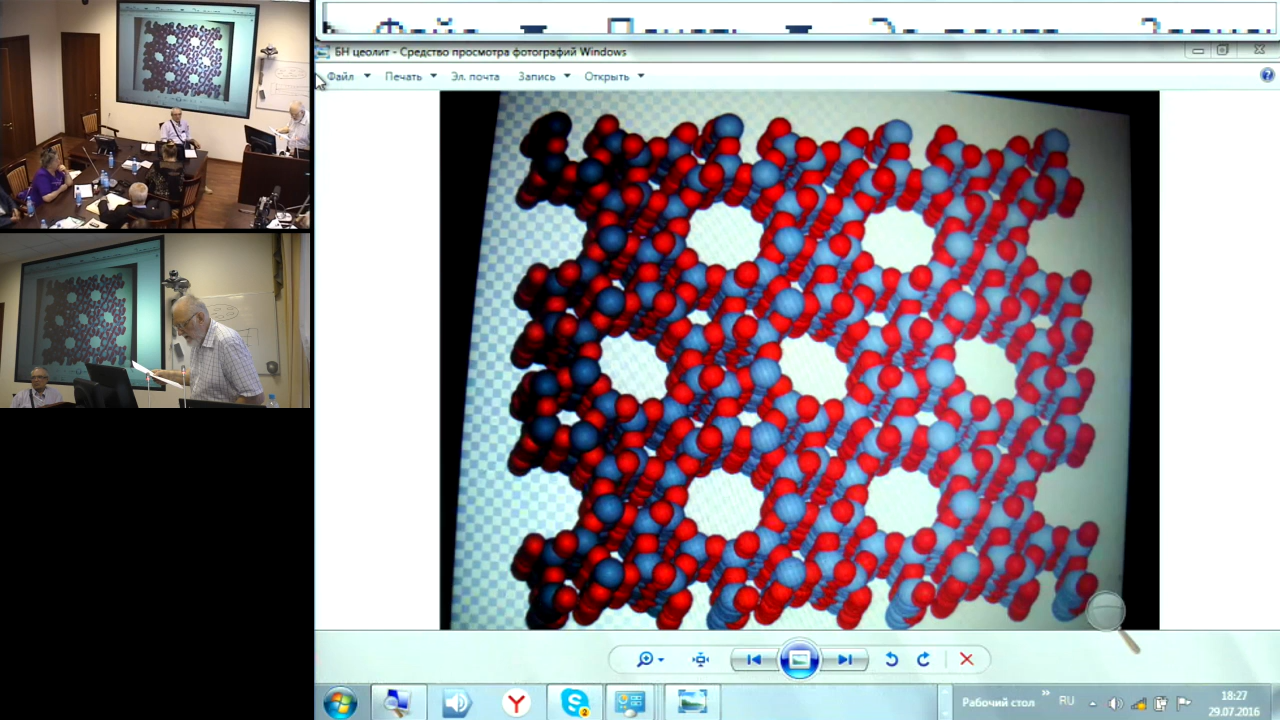 БН цеолит - Средство просмотра фотографий Windows
Файл Печать Эл. почта Запись Открыть
Рабочий стол
RU
18:27
29.07.2016